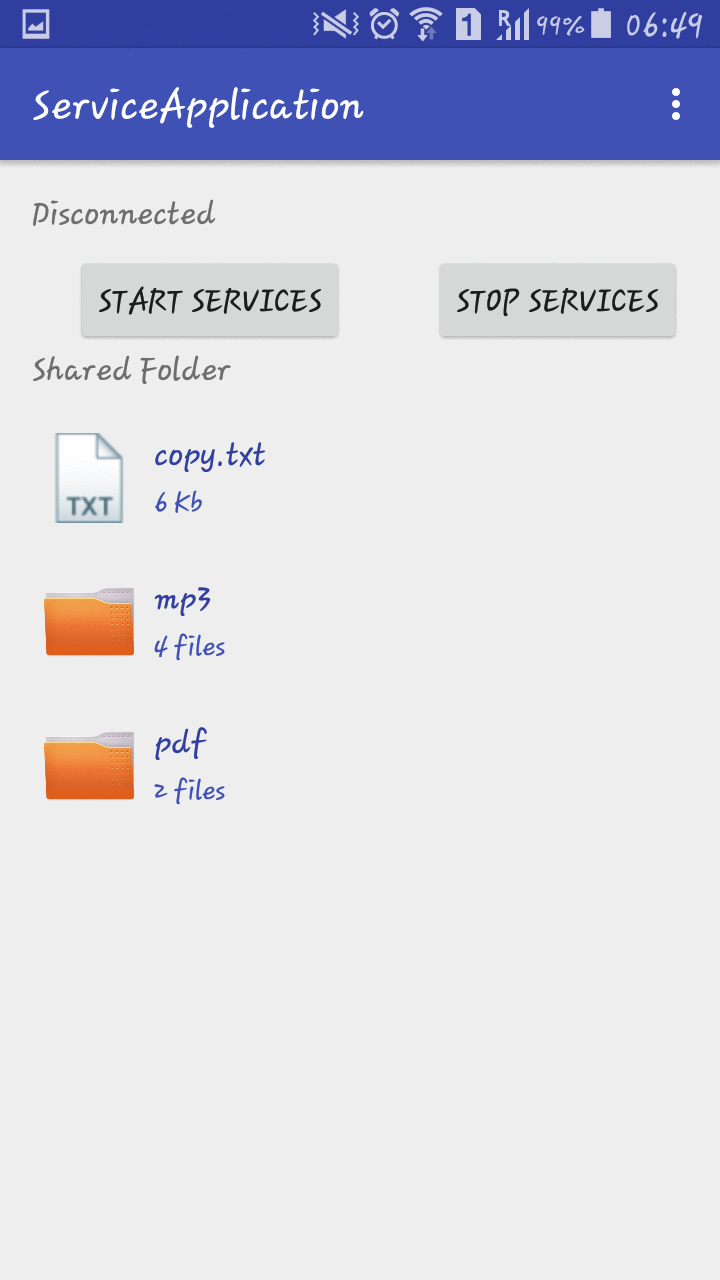 1 R 99% 06:49
ServiceApplication
Disconnected
START SERVICES STOP SERVICES
Shared Folder
TXT
copy.txt
6 Kb
mp3
4 files
pdf
2 files